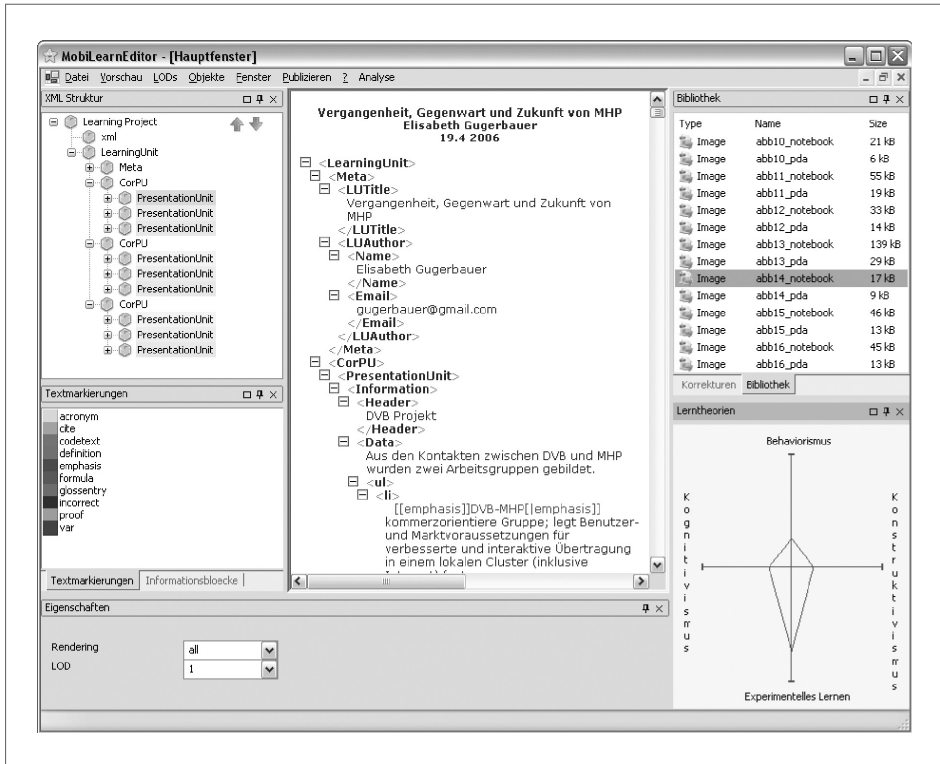 MobiLearnEditor - [Hauptfenster]
Datei Vorschau LODs Objekte Fenster Publizieren ? Analyse
XML Struktur
Learning Project
xml
LearningUnit
Meta
CorPU
PresentationUnit
PresentationUnit
PresentationUnit
CorPU
PresentationUnit
PresentationUnit
PresentationUnit
CorPU
PresentationUnit
PresentationUnit
PresentationUnit
Textmarkierungen
acronym
cite
codetext
definition
emphasis
formula
glossentry
incorrect
proof
var
Textmarkierungen Informationsbloecke
Vergangenheit, Gegenwart und Zukunft von MHP
Elisabeth Gugerbauer
19.4 2006
<LearningUnit>
<Meta>
<LUTitle>
Vergangenheit, Gegenwart und Zukunft von
MHP
</LUTitle>
<LUAuthor>
<Name>
Elisabeth Gugerbauer
</Name>
<Email>
gugerbauer@gmail.com
</Email>
</LUAuthor>
</Meta>
<CorPU>
<PresentationUnit>
<Information>
<Header>
DVB Projekt
</Header>
<Data>
Aus den Kontakten zwischen DVB und MHP
wurden zwei Arbeitsgruppen gebildet.
<ul>
<li>
[[emphasis]]DVB-MHP[|emphasis]]
kommerzorientiere Gruppe; legt Benutzer-
und Marktvoraussetzungen für
verbesserte und interaktive Übertragung
in einem lokalen Cluster (inklusive
Bibliothek
Type Name Size
Image abb10_notebook 21 kB
Image abb10_pda 6 kB
Image abb11_notebook 55 kB
Image abb11_pda 19 kB
Image abb12_notebook 33 kB
Image abb12_pda 14 kB
Image abb13_notebook 139 kB
Image abb13_pda 29 kB
Image abb14_notebook 17 kB
Image abb14_pda 9 kB
Image abb15_notebook 46 kB
Image abb15_pda 13 kB
Image abb16_notebook 45 kB
Image abb16_pda 13 kB
Korrekturen Bibliothek
Lerntheorien
Behaviorismus
Kognitivismus
Konstruktivismus
Experimentelles Lernen
Eigenschaften
Rendering all
LOD 1